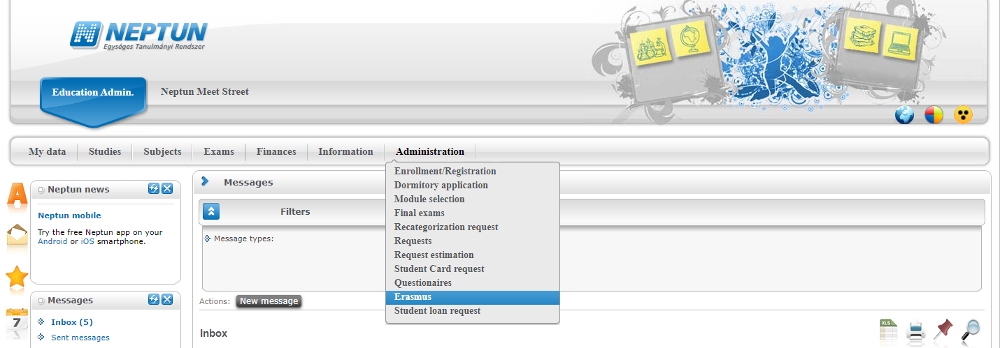 NEPTUN
Egységes Tanulmányi Rendszer
Education Admin. Neptun Meet Street
My data Studies Subjects Exams Finances Information Administration
Enrollment/Registration
Dormitory application
Module selection
Final exams
Recategorization request
Requests
Request estimation
Student Card request
Questionaires
Erasmus
Student loan request
Neptun news
Neptun mobile
Try the free Neptun app on your
Android or iOS smartphone.
Messages
Inbox (5)
Sent messages
7
Messages
Filters
Message types:
Actions: New message
Inbox
XLS